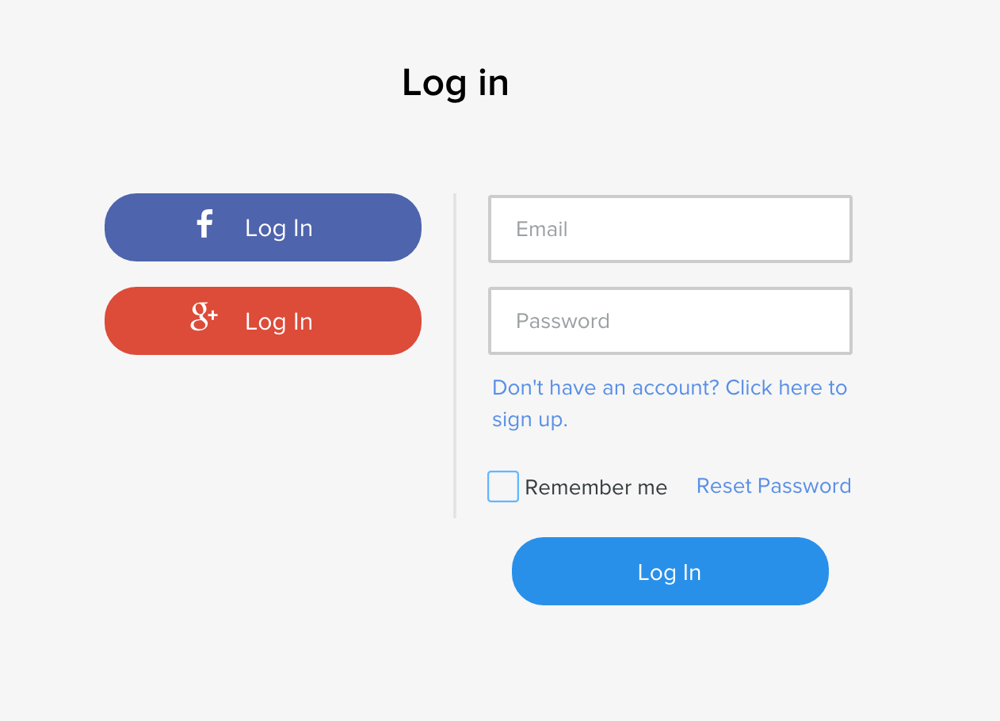 Log in
f Log In
g+ Log In
Email
Password
Don't have an account? Click here to
sign up.
Remember me
Reset Password
Log In